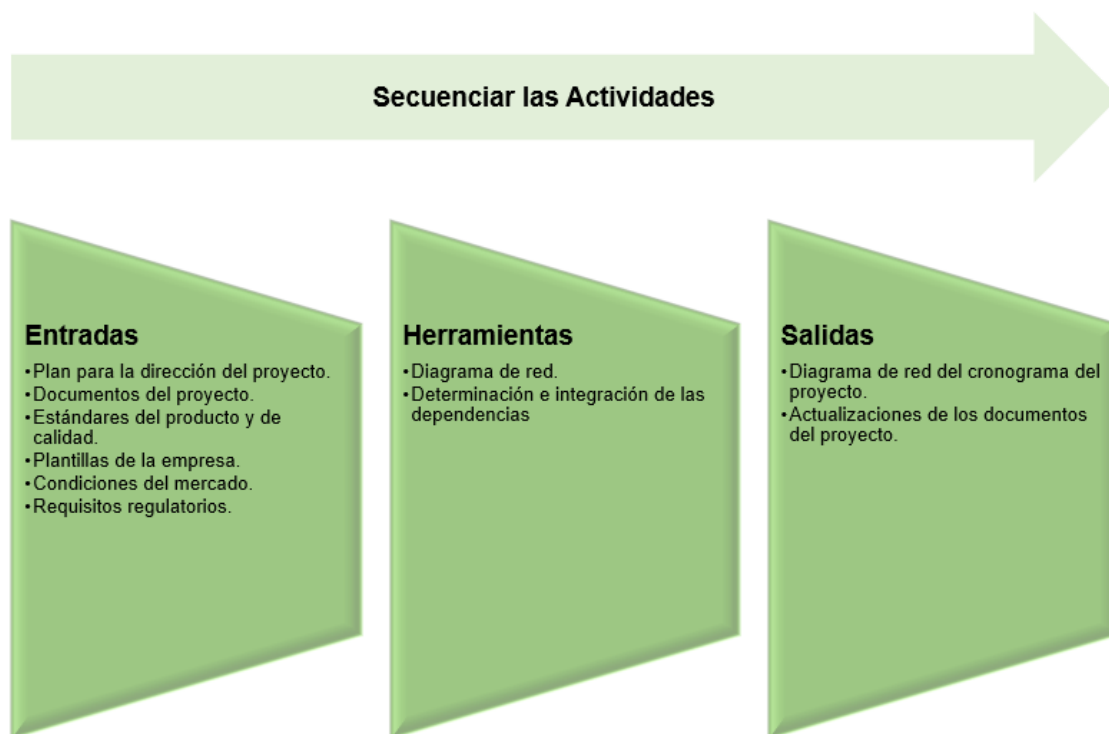 Secuenciar las Actividades
Entradas
•Plan para la dirección del proyecto.
•Documentos del proyecto.
•Estándares del producto y de
calidad.
•Plantillas de la empresa.
•Condiciones del mercado.
•Requisitos regulatorios.
Herramientas
•Diagrama de red.
•Determinación e integración de las
dependencias
Salidas
•Diagrama de red del cronograma del
proyecto.
•Actualizaciones de los documentos
del proyecto.